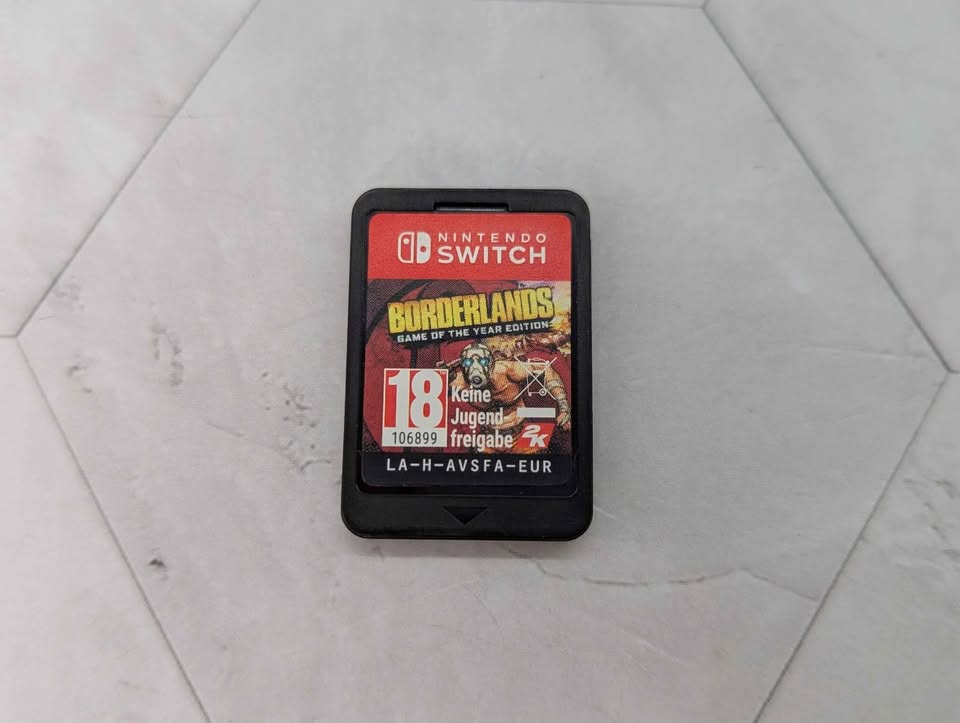 NINTENDO
SWITCH
BORDERLANDS
GAME OF THE YEAR EDITION
18
106899
Keine
Jugend-
freigabe
2K
LA-H-AVSFA-EUR